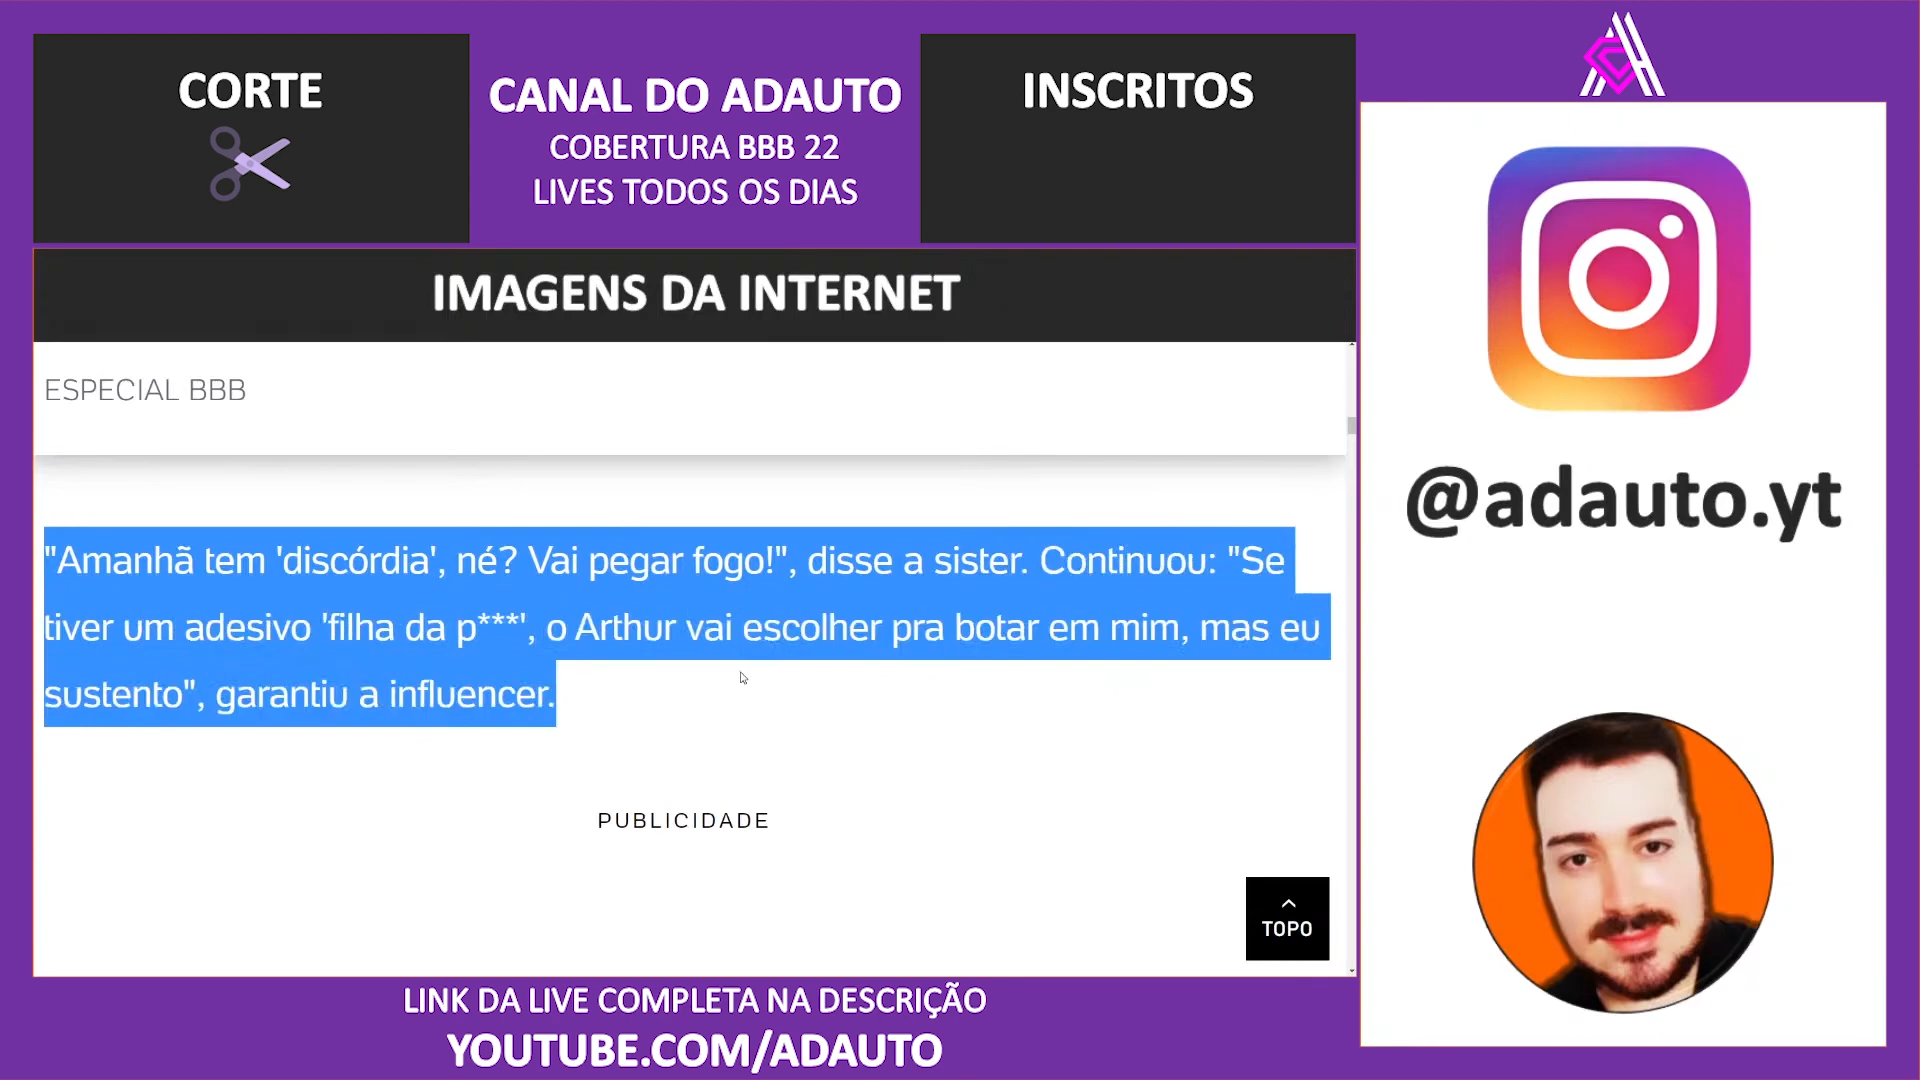 CORTE
CANAL DO ADAUTO
COBERTURA BBB 22
LIVES TODOS OS DIAS
INSCRITOS
IMAGENS DA INTERNET
ESPECIAL BBB
"Amanhã tem 'discórdia', né? Vai pegar fogo!", disse a sister. Continuou: "Se
tiver um adesivo 'filha da p***', o Arthur vai escolher pra botar em mim, mas eu
sustento", garantiu a influencer.
PUBLICIDADE
TOPO
@adauto.yt
LINK DA LIVE COMPLETA NA DESCRIÇÃO
YOUTUBE.COM/ADAUTO